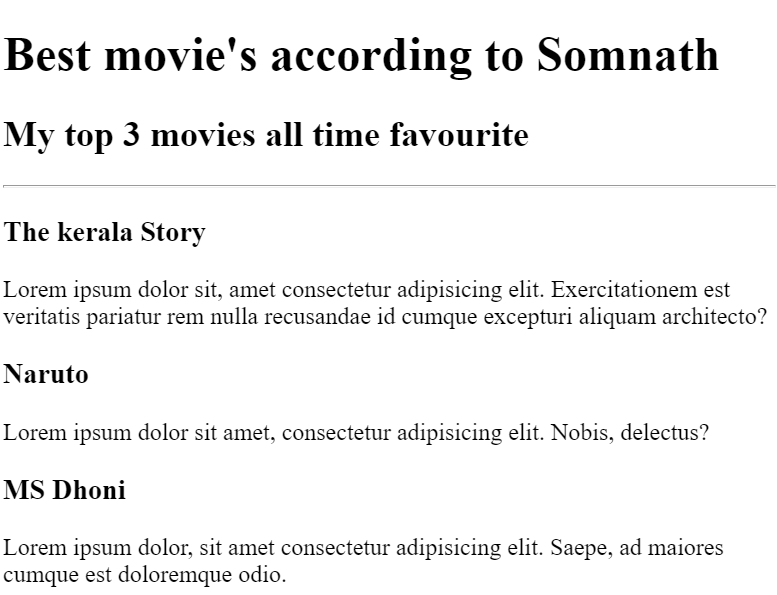 Best movie's according to Somnath
My top 3 movies all time favourite
The kerala Story
Lorem ipsum dolor sit, amet consectetur adipisicing elit. Exercitationem est
veritatis pariatur rem nulla recusandae id cumque excepturi aliquam architecto?
Naruto
Lorem ipsum dolor sit amet, consectetur adipisicing elit. Nobis, delectus?
MS Dhoni
Lorem ipsum dolor, sit amet consectetur adipisicing elit. Saepe, ad maiores
cumque est doloremque odio.